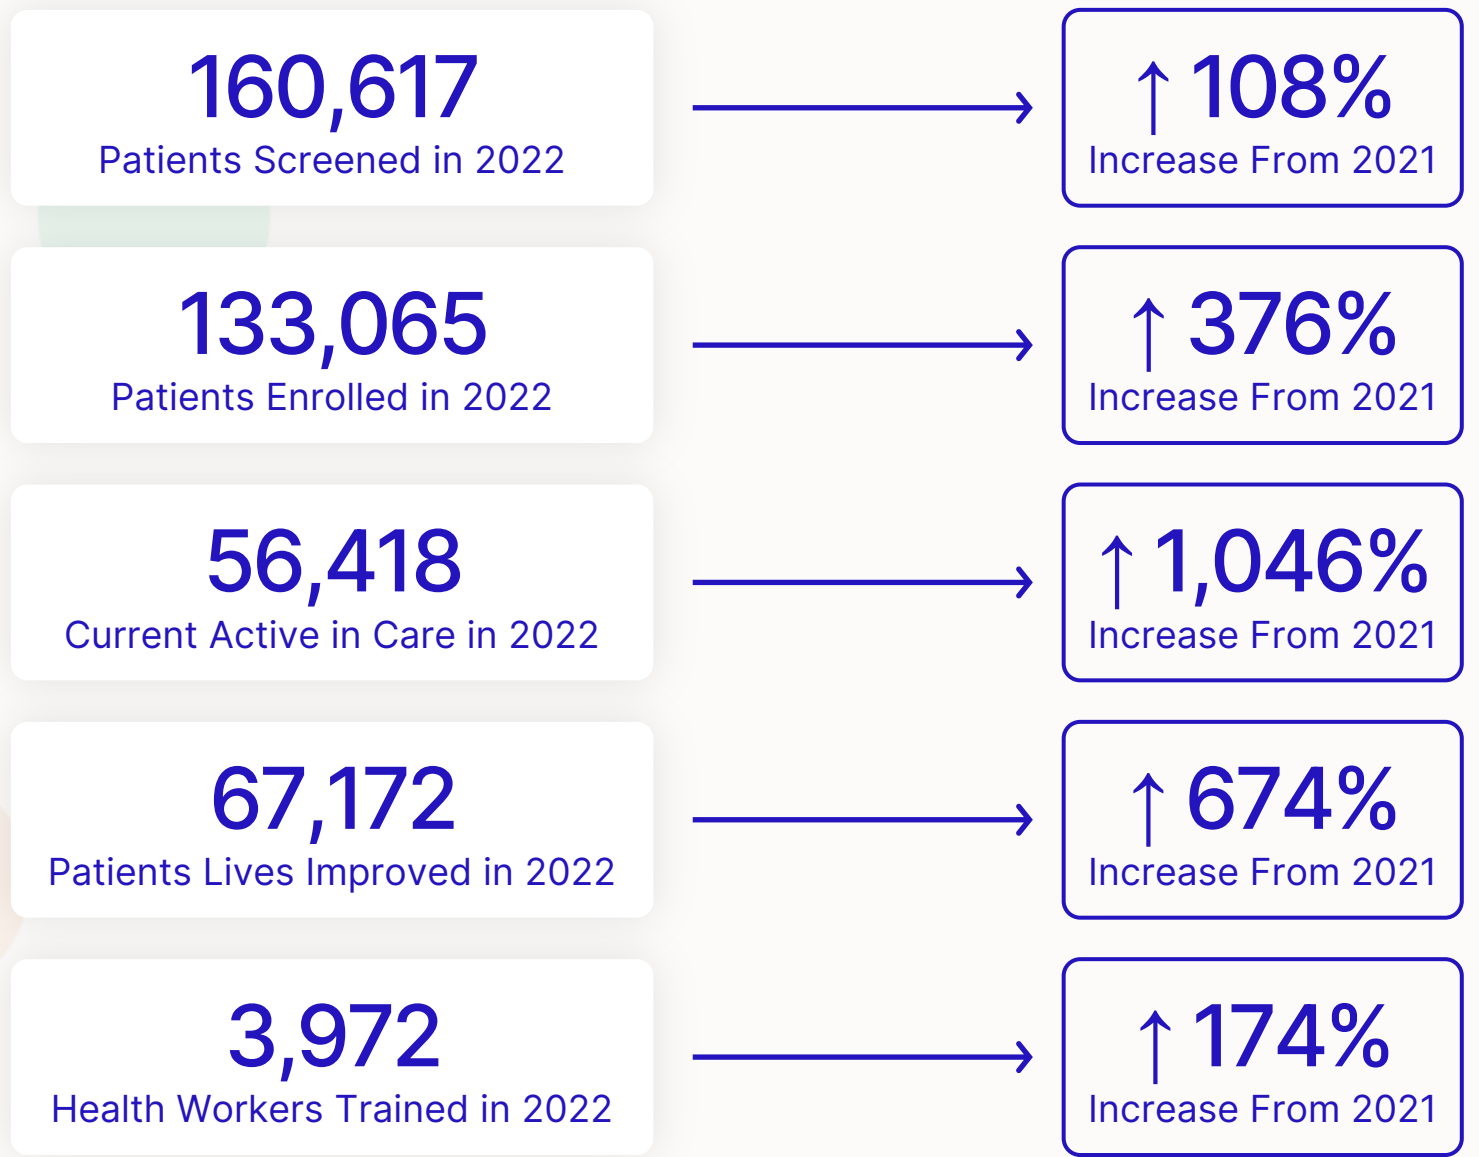 160,617
Patients Screened in 2022
↑ 108%
Increase From 2021
133,065
Patients Enrolled in 2022
↑ 376%
Increase From 2021
56,418
Current Active in Care in 2022
↑ 1,046%
Increase From 2021
67,172
Patients Lives Improved in 2022
↑ 674%
Increase From 2021
3,972
Health Workers Trained in 2022
↑ 174%
Increase From 2021